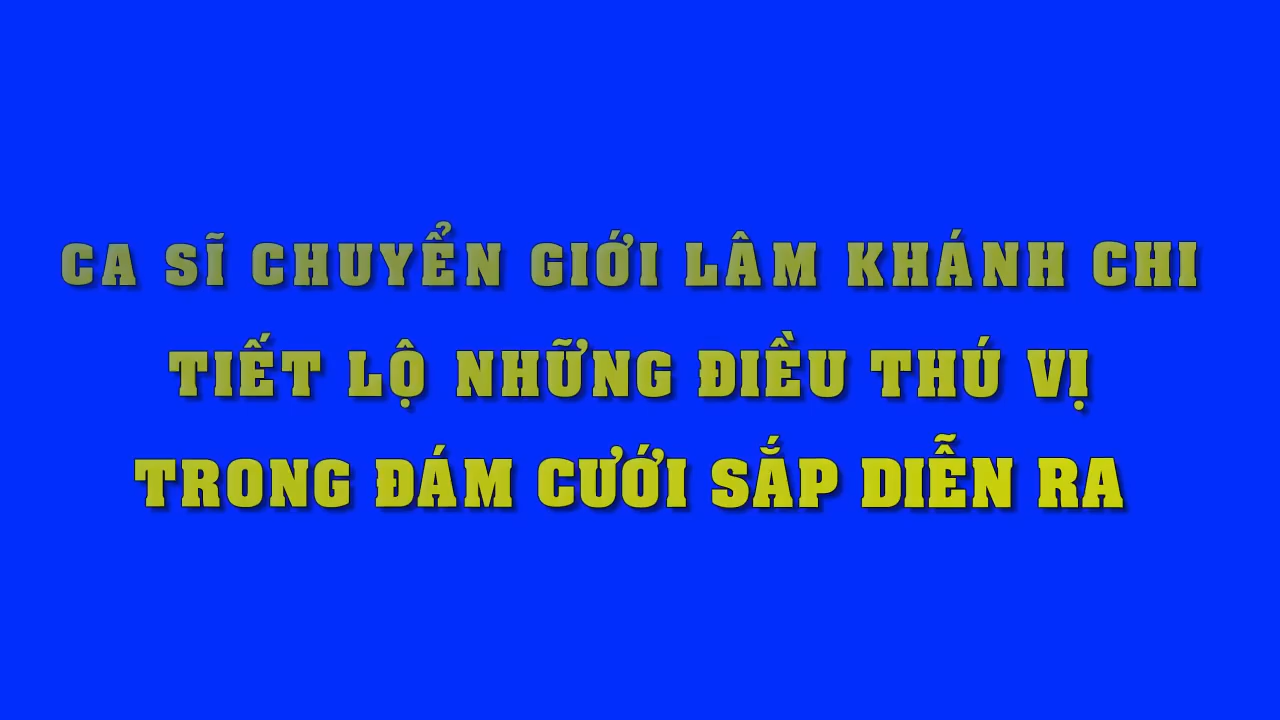 CA SĨ CHUYỂN GIỚI LÂM KHÁNH CHI
TIẾT LỘ NHỮNG ĐIỀU THÚ VỊ
TRONG ĐÁM CƯỚI SẮP DIỄN RA